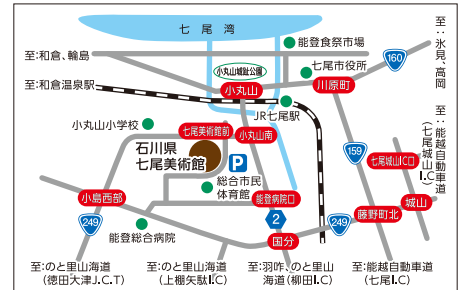 七尾湾
至:和倉、輪島
能登食祭市場
小丸山城趾公園
七尾市役所
至:氷見、高岡
160
至:和倉温泉駅
小丸山
川原町
JR七尾駅
小丸山小学校
七尾美術館前
小丸山南
石川県
七尾美術館
P
159
七尾城山IC口
至:能越自動車道
(七尾城山I.C)
総合市民
体育館
小島西部
能登病院口
城山
249
能登総合病院
2
国分
249
藤野町北
至:のと里山海道
(徳田大津J.C.T)
至:のと里山海道
(上棚矢駄I.C)
至:羽咋、のと里山
海道(柳田I.C)
至:能越自動車道
(七尾I.C)